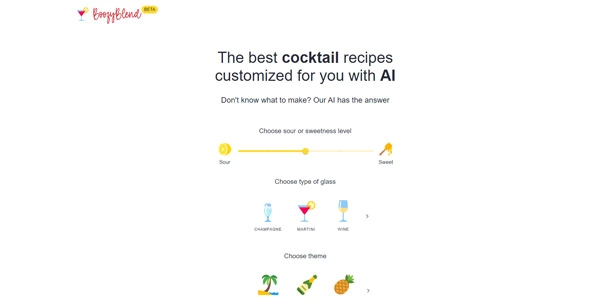 BoozyBlend BETA
The best cocktail recipes
customized for you with AI
Don't know what to make? Our AI has the answer
Choose sour or sweetness level
Sour Sweet
Choose type of glass
CHAMPAGNE MARTINI WINE
Choose theme